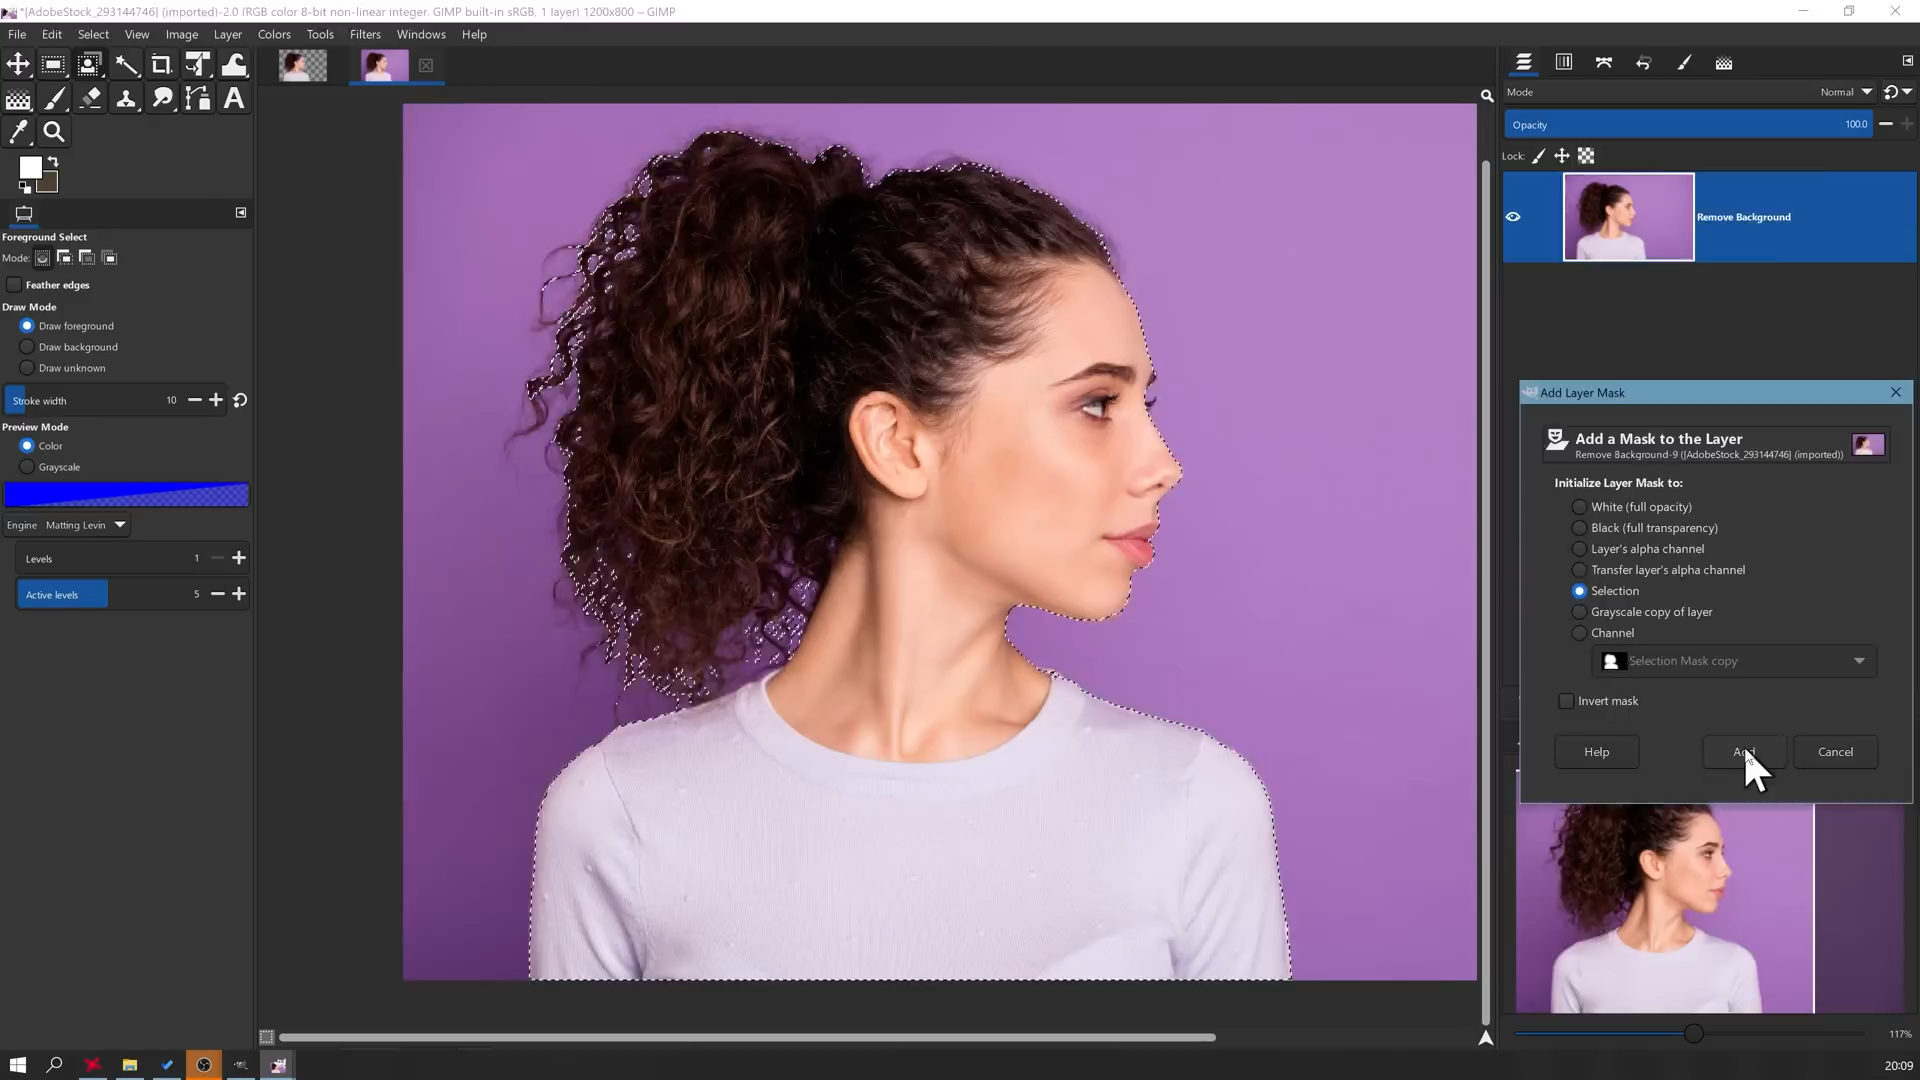 *[AdobeStock_293144746] (imported)-2.0 (RGB color 8-bit non-linear integer, GIMP built-in sRGB, 1 layer) 1200x800 – GIMP
File Edit Select View Image Layer Colors Tools Filters Windows Help
Mode Normal
Opacity 100.0
Lock:
Remove Background
Foreground Select
Mode:
Feather edges
Draw Mode
Draw foreground
Draw background
Draw unknown
Stroke width 10
Preview Mode
Color
Grayscale
Engine Matting Levin
Levels 1
Active levels 5
Add Layer Mask
Add a Mask to the Layer
Remove Background-9 ([AdobeStock_293144746] (imported))
Initialize Layer Mask to:
White (full opacity)
Black (full transparency)
Layer's alpha channel
Transfer layer's alpha channel
Selection
Grayscale copy of layer
Channel
Selection Mask copy
Invert mask
Help Add Cancel
117%
20:09